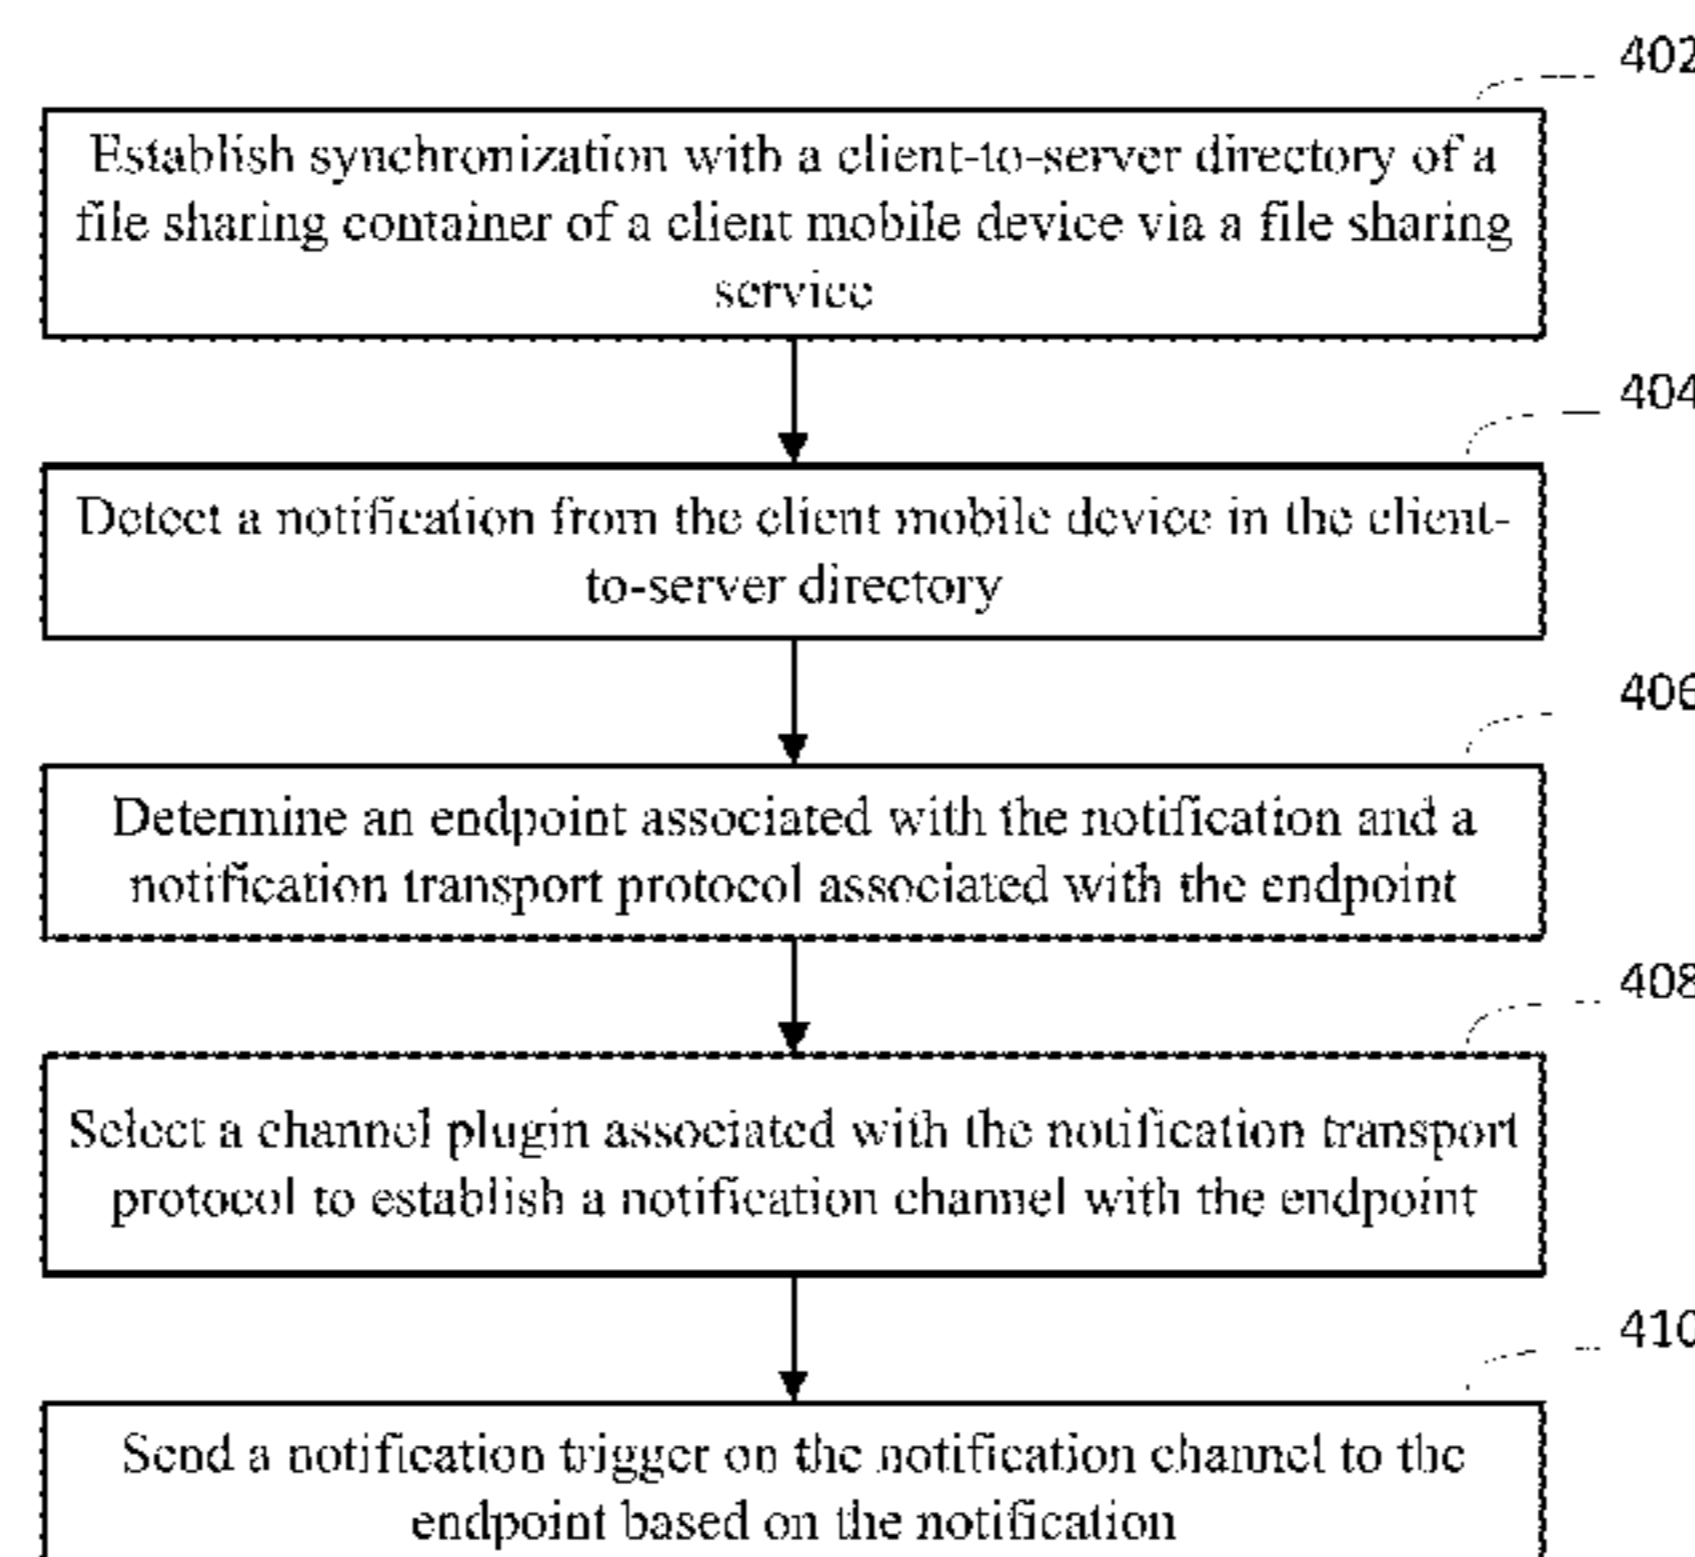 402
Establish synchronization with a client-to-server directory of a
file sharing container of a client mobile device via a file sharing
service
404
Detect a notification from the client mobile device in the client-
to-server directory
406
Determine an endpoint associated with the notification and a
notification transport protocol associated with the endpoint
408
Select a channel plugin associated with the notification transport
protocol to establish a notification channel with the endpoint
410
Send a notification trigger on the notification channel to the
endpoint based on the notification